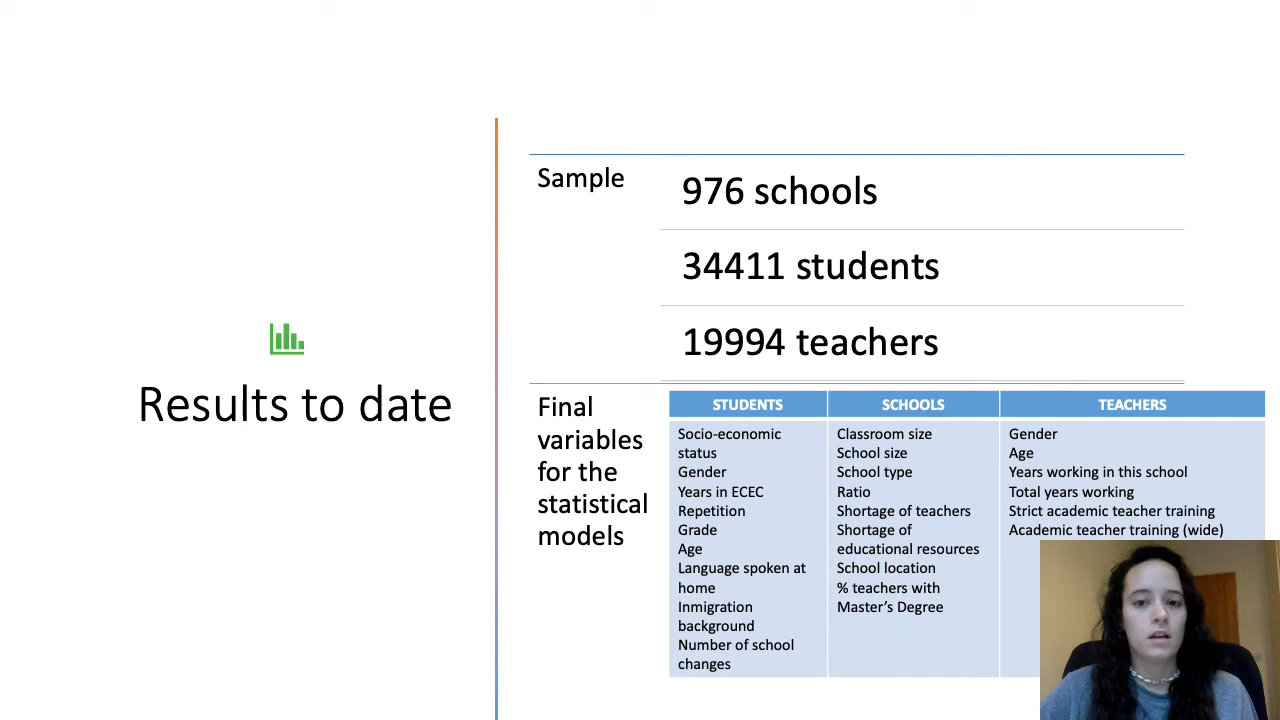 Results to date
Sample
976 schools
34411 students
19994 teachers
Final
variables
for the
statistical
models
STUDENTS
Socio-economic
status
Gender
Years in ECEC
Repetition
Grade
Age
Language spoken at
home
Inmigration
background
Number of school
changes
SCHOOLS
Classroom size
School size
School type
Ratio
Shortage of teachers
Shortage of
educational resources
School location
% teachers with
Master’s Degree
TEACHERS
Gender
Age
Years working in this school
Total years working
Strict academic teacher training
Academic teacher training (wide)